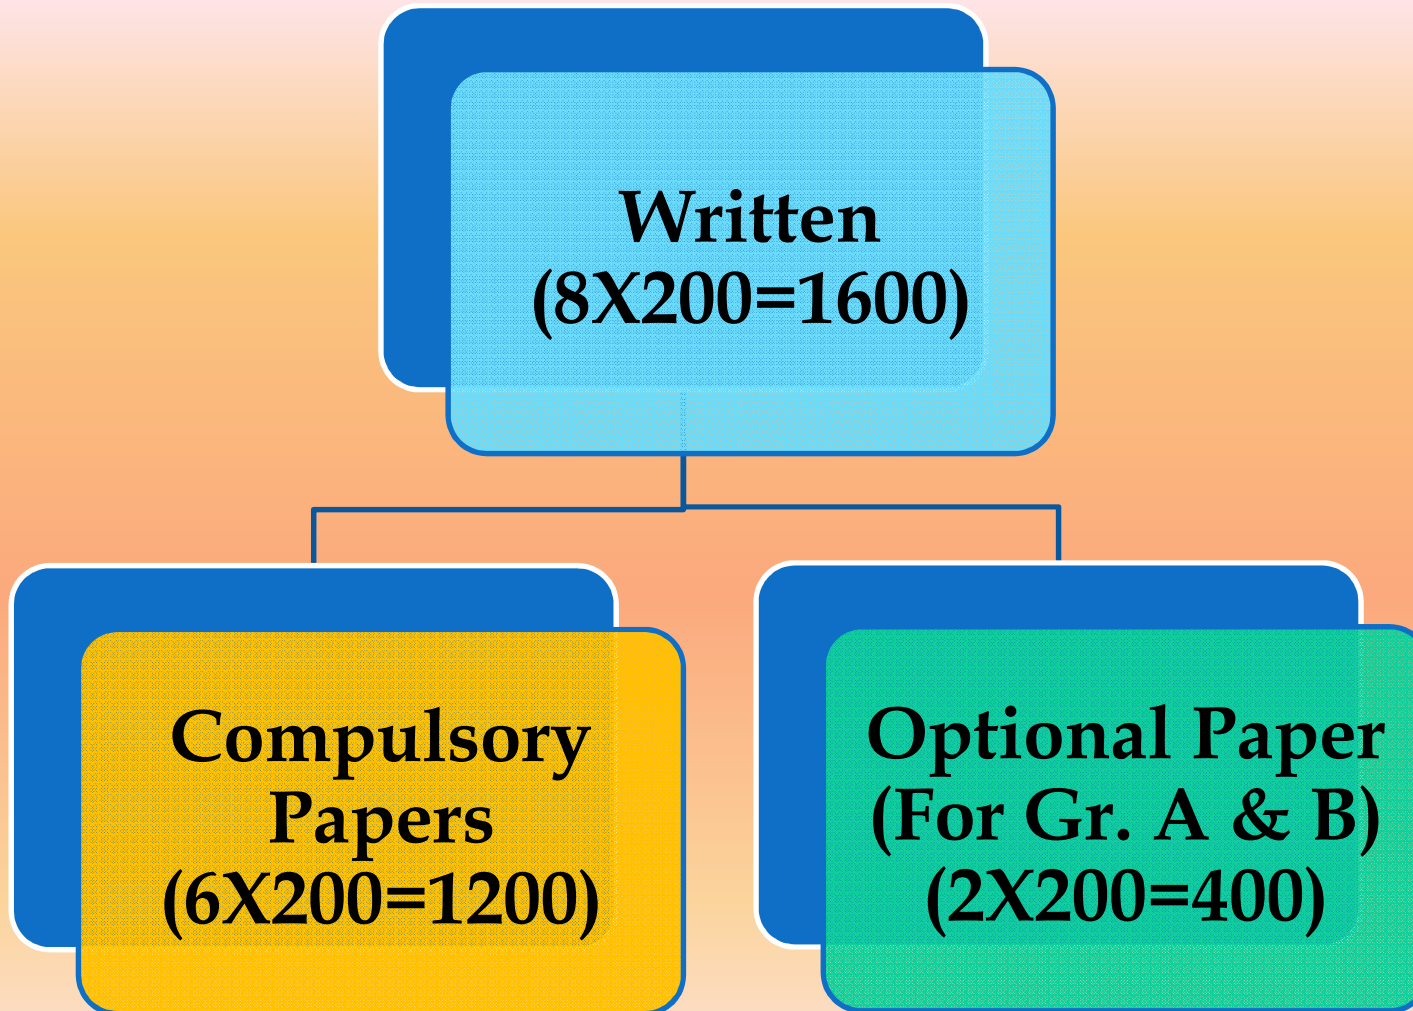 Written
(8X200=1600)
Compulsory
Papers
(6X200=1200)
Optional Paper
(For Gr. A & B)
(2X200=400)